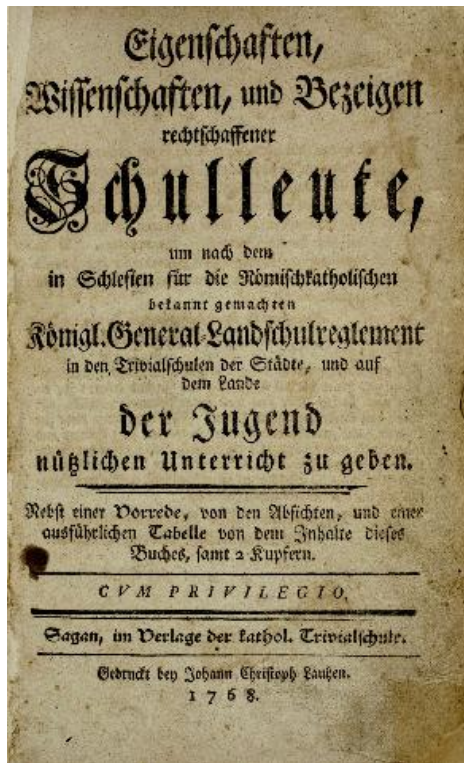 Eigenschaften,
Wissenschaften, und Bezeigen
rechtschaffener
Schulleute,
um nach dem
in Schlesien für die Römischkatholischen
bekannt gemachten
Königl. General-Landschulreglement
in den Trivialschulen der Städte, und auf
dem Lande
der Jugend
nützlichen Unterricht zu geben.
Nebst einer Vorrede, von den Absichten, und einer
ausführlichen Tabelle von dem Inhalte dieses
Buches, samt 2 Kupfern.
CVM PRIVILEGIO.
Sagan, im Verlage der kathol. Trivialschule.
Gedruckt bey Johann Christoph Lauhen.
1768.